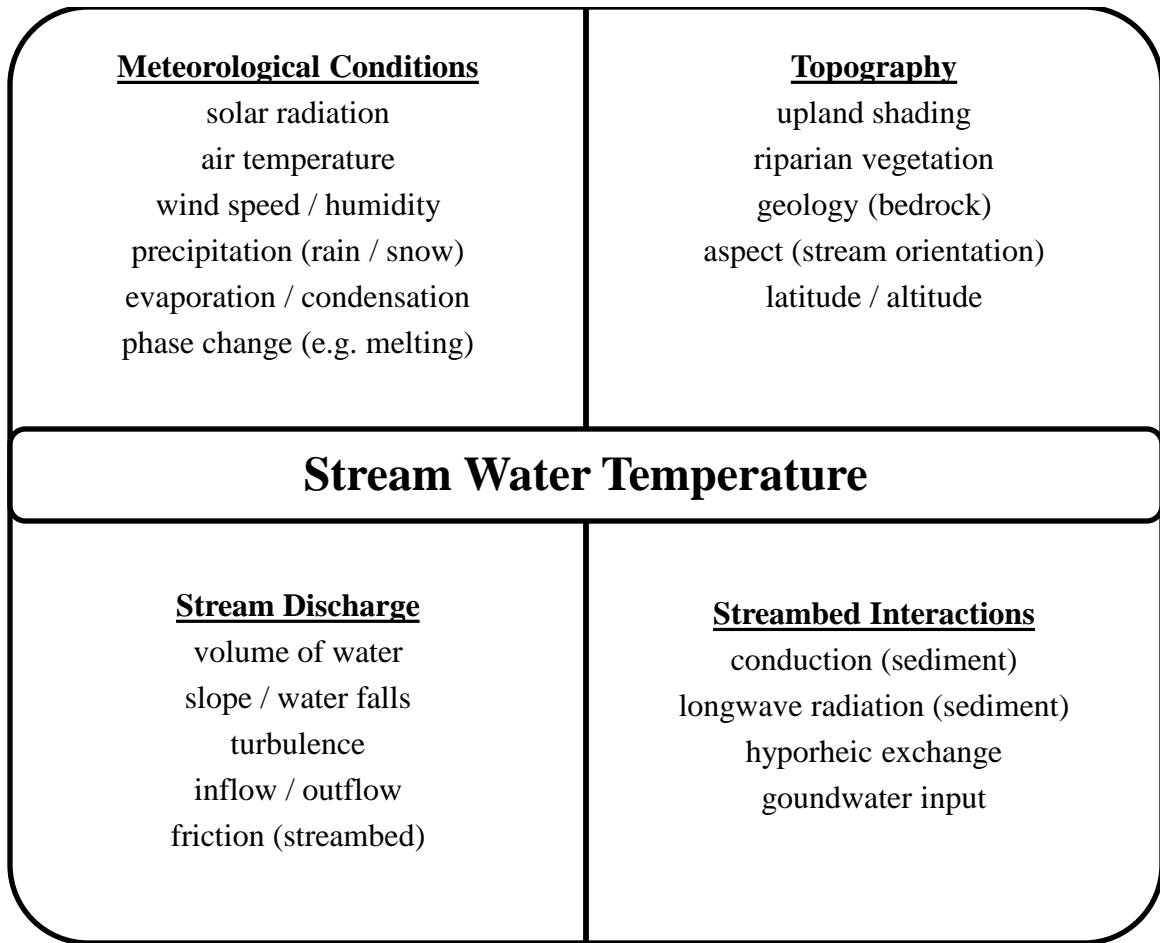 Meteorological Conditions
solar radiation
air temperature
wind speed / humidity
precipitation (rain / snow)
evaporation / condensation
phase change (e.g. melting)
Topography
upland shading
riparian vegetation
geology (bedrock)
aspect (stream orientation)
latitude / altitude
Stream Water Temperature
Stream Discharge
volume of water
slope / water falls
turbulence
inflow / outflow
friction (streambed)
Streambed Interactions
conduction (sediment)
longwave radiation (sediment)
hyporheic exchange
goundwater input